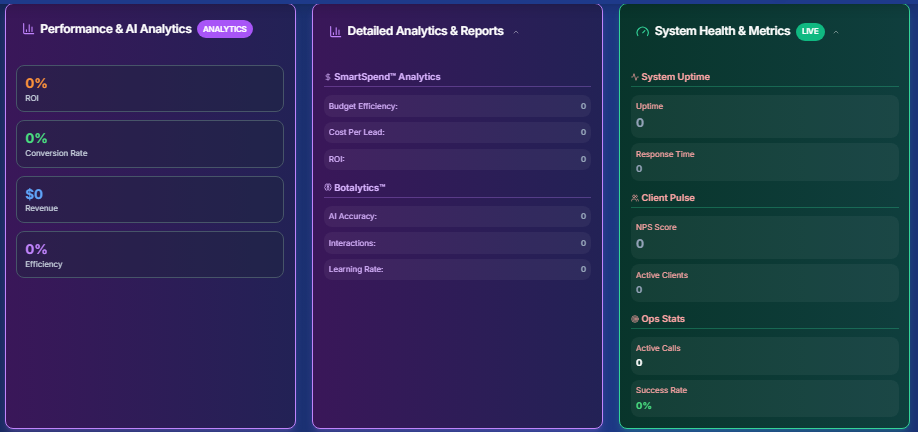 Performance & AI Analytics ANALYTICS
0%
ROI
0%
Conversion Rate
$0
Revenue
0%
Efficiency
Detailed Analytics & Reports
$ SmartSpend™ Analytics
Budget Efficiency: 0
Cost Per Lead: 0
ROI: 0
Botalytics™
AI Accuracy: 0
Interactions: 0
Learning Rate: 0
System Health & Metrics LIVE
System Uptime
Uptime
0
Response Time
0
Client Pulse
NPS Score
0
Active Clients
0
Ops Stats
Active Calls
0
Success Rate
0%